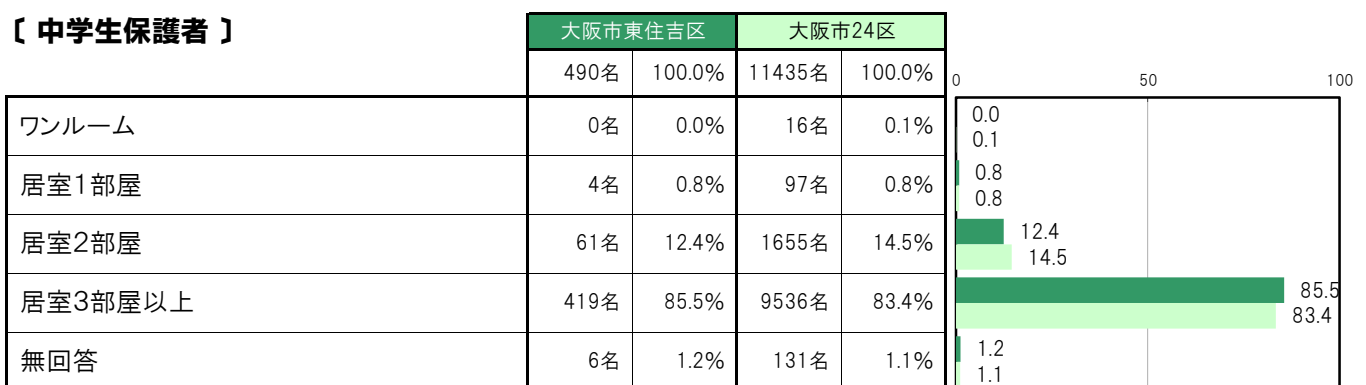 〔 中学生保護者 〕
大阪市東住吉区 大阪市24区
490名 100.0% 11435名 100.0% 0 50 100
ワンルーム 0名 0.0% 16名 0.1% 0.0
0.1
居室1部屋 4名 0.8% 97名 0.8% 0.8
0.8
居室2部屋 61名 12.4% 1655名 14.5% 12.4
14.5
居室3部屋以上 419名 85.5% 9536名 83.4% 85.5
83.4
無回答 6名 1.2% 131名 1.1% 1.2
1.1